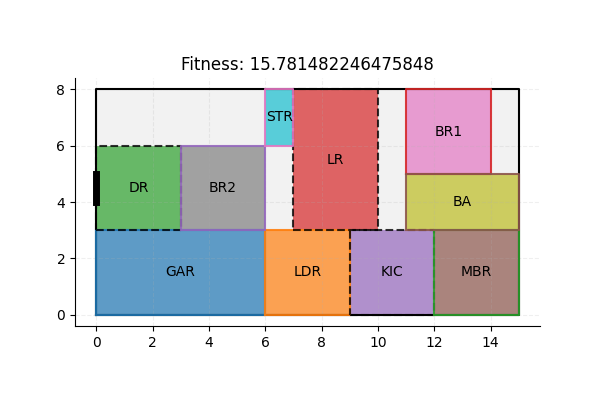 Fitness: 15.781482246475848
8
STR
BR1
LR
6
DR
BR2
BA
4
2
GAR
LDR
KIC
MBR
0
0 2 4 6 8 10 12 14